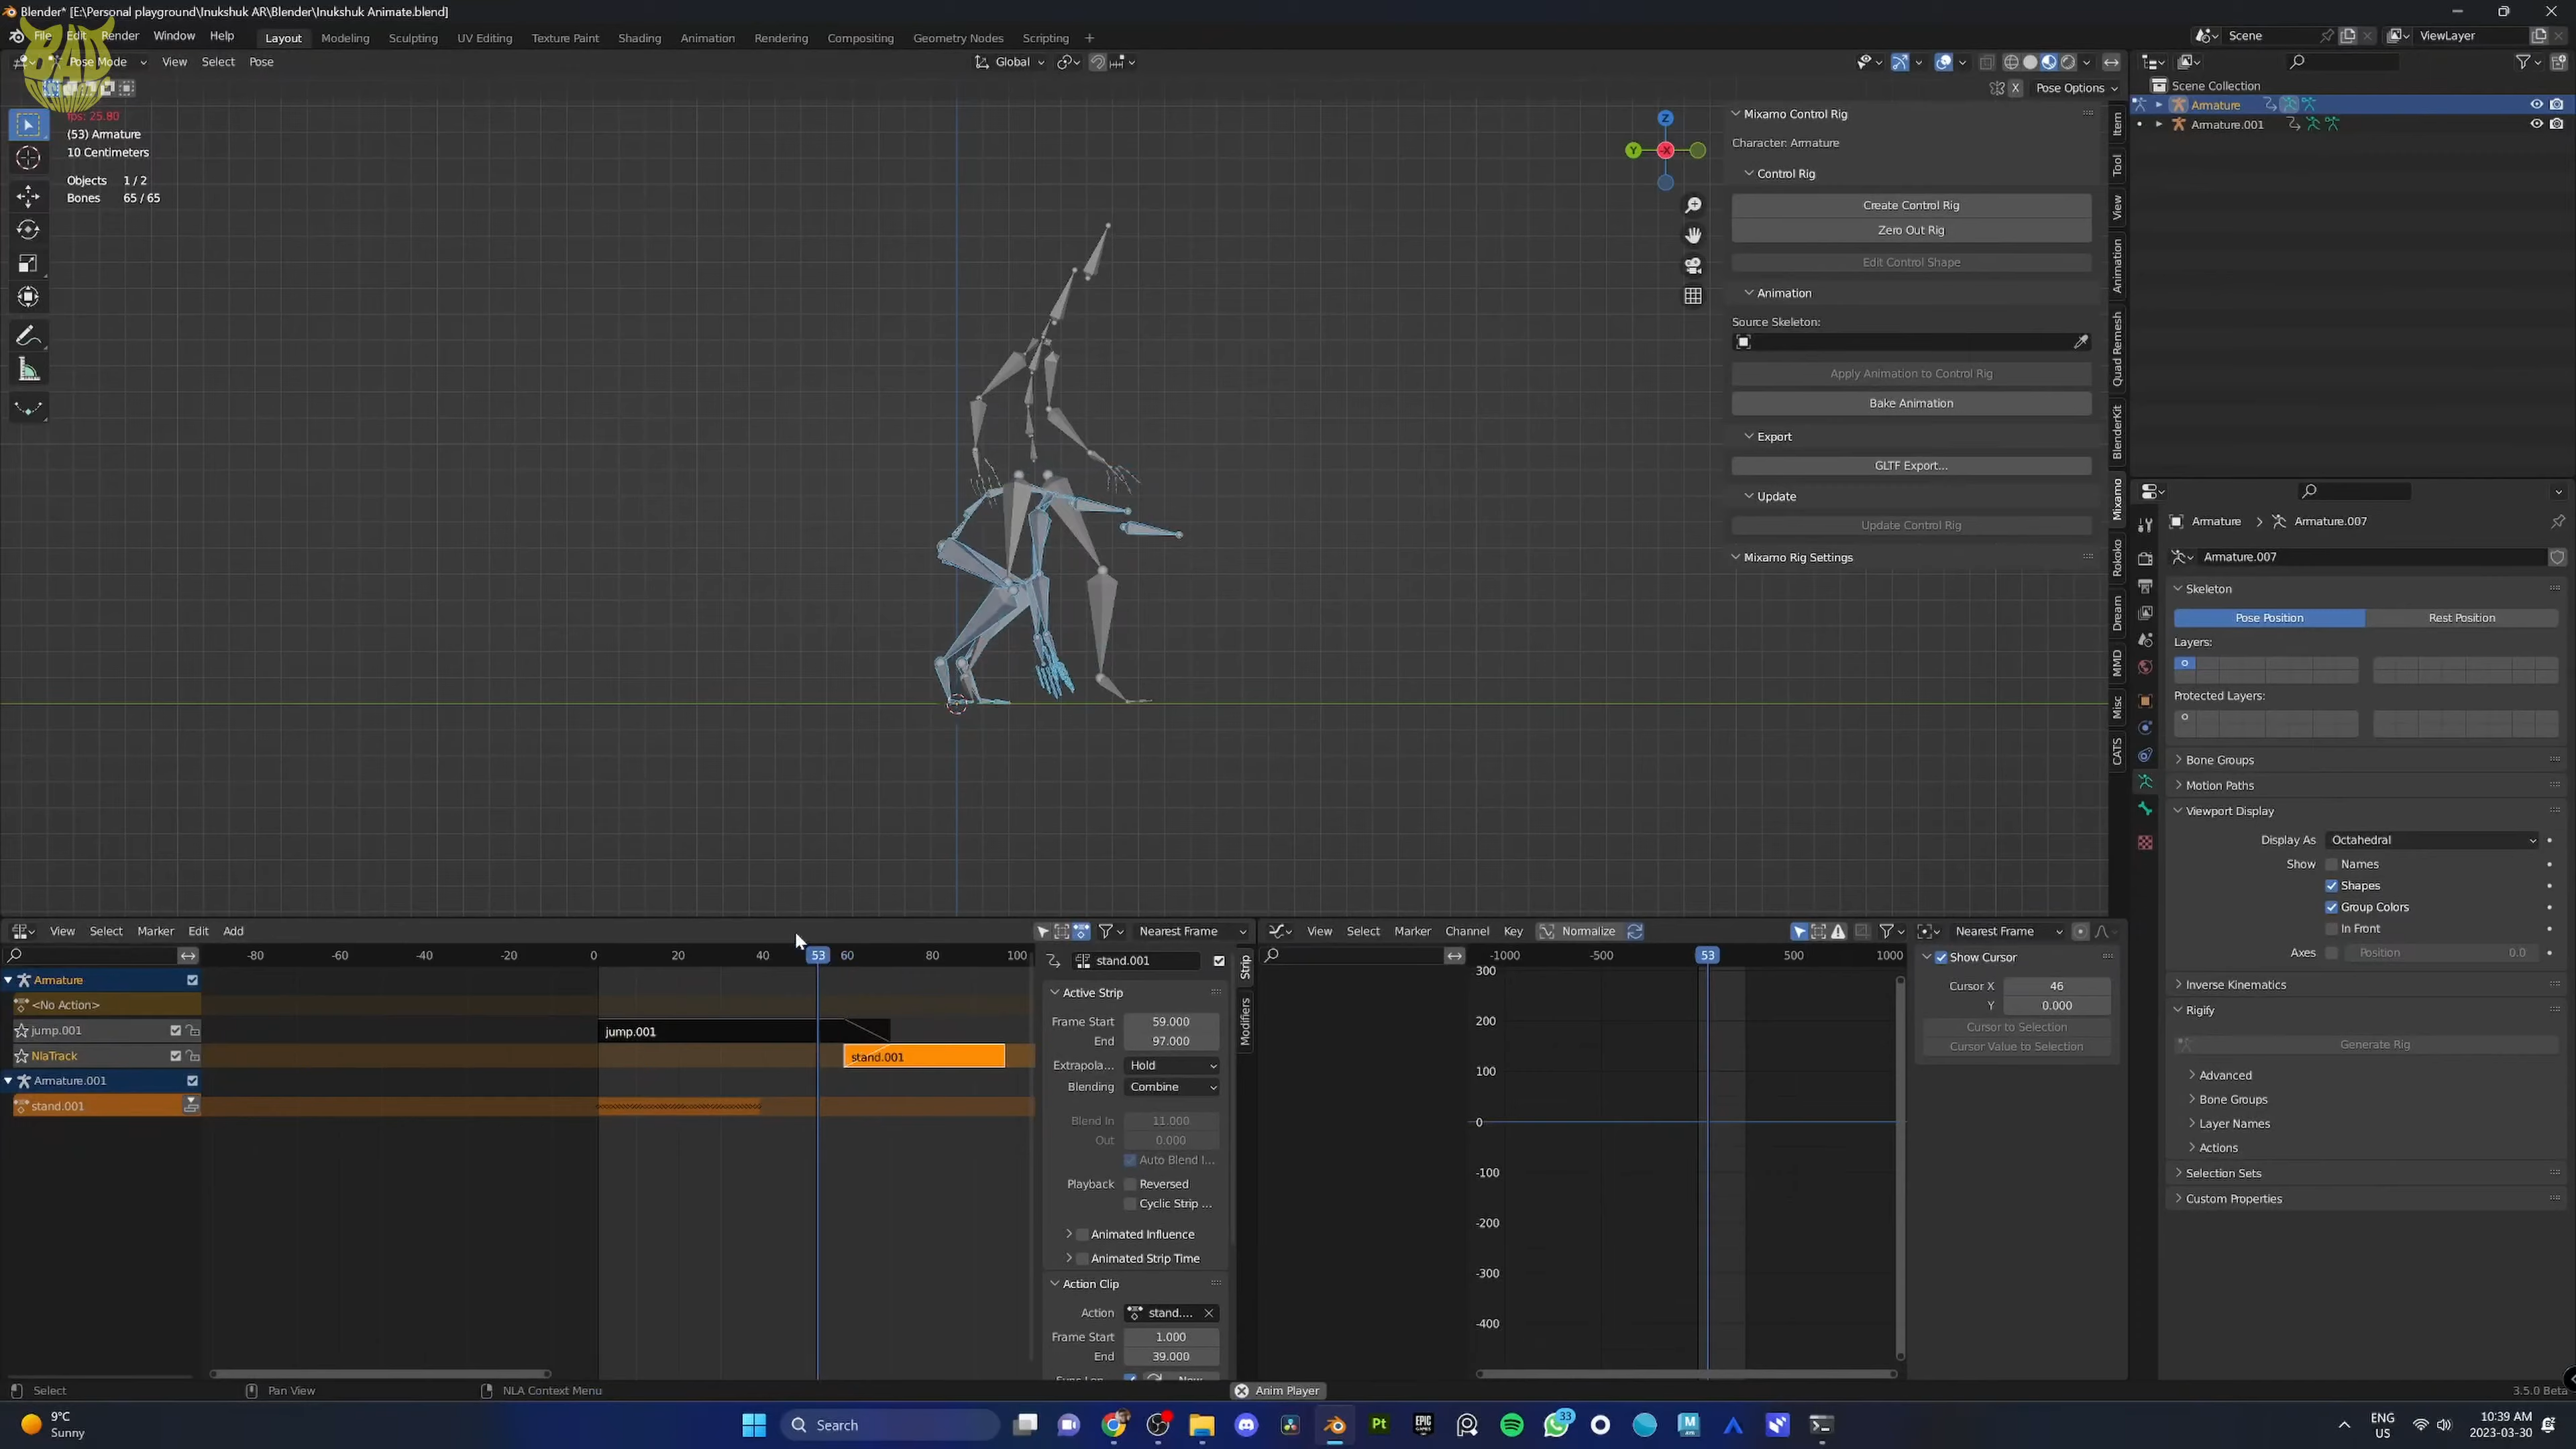 Blender* [E:\Personal playground\Inukshuk AR\Blender\Inukshuk Animate.blend]
BAD
File Edit Render Window Help
Layout Modeling Sculpting UV Editing Texture Paint Shading Animation Rendering Compositing Geometry Nodes Scripting +
Scene
ViewLayer
Pose Mode View Select Pose
Global
X Pose Options
fps: 25.80
(53) Armature
10 Centimeters
Objects 1 / 2
Bones 65 / 65
Z
Y
-X
Mixamo Control Rig
Character: Armature
Control Rig
Create Control Rig
Zero Out Rig
Edit Control Shape
Animation
Source Skeleton:
Apply Animation to Control Rig
Bake Animation
Export
GLTF Export...
Update
Update Control Rig
Mixamo Rig Settings
Item
Tool
View
Animation
Quad Remesh
BlenderKit
Mixamo
Rokoko
Dream
MMD
Misc
CATS
Scene Collection
Armature
Armature.001
Armature > Armature.007
Armature.007
Skeleton
Pose Position Rest Position
Layers:
Protected Layers:
Bone Groups
Motion Paths
Viewport Display
Display As Octahedral
Show Names
Shapes
Group Colors
In Front
Axes Position 0.0
Inverse Kinematics
Rigify
Generate Rig
Advanced
Bone Groups
Layer Names
Actions
Selection Sets
Custom Properties
View Select Marker Edit Add
Nearest Frame
-80 -60 -40 -20 0 20 40 53 60 80 100
Armature
<No Action>
jump.001
jump.001
NlaTrack
stand.001
Armature.001
stand.001
stand.001
Strip
Modifiers
Active Strip
Frame Start 59.000
End 97.000
Extrapola... Hold
Blending Combine
Blend In 11.000
Out 0.000
Auto Blend I...
Playback Reversed
Cyclic Strip ...
Animated Influence
Animated Strip Time
Action Clip
Action stand....
Frame Start 1.000
End 39.000
View Select Marker Channel Key Normalize
Nearest Frame
-1000 -500 53 500 1000
300
200
100
0
-100
-200
-300
-400
Show Cursor
Cursor X 46
Y 0.000
Cursor to Selection
Cursor Value to Selection
Select
Pan View
NLA Context Menu
Anim Player
3.5.0 Beta
9°C
Sunny
Search
Pt
EPIC GAMES
33
M
ENG
US
10:39 AM
2023-03-30